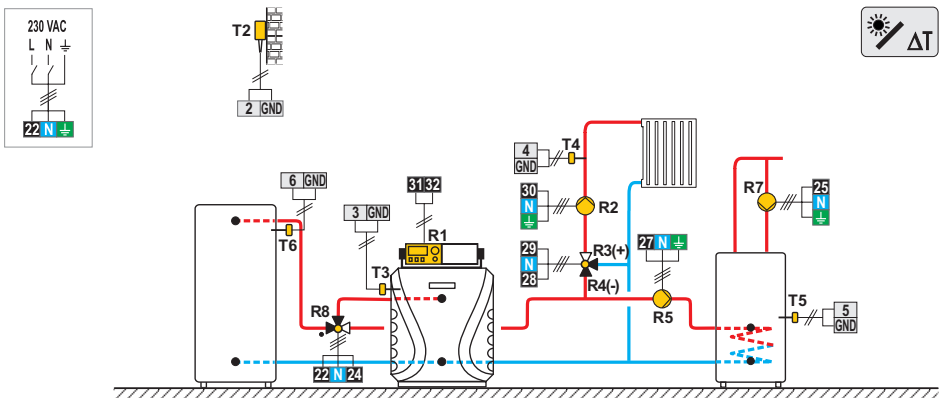 230 VAC
L N
22 N
T2
2 GND
ΔT
6 GND
T6
3 GND
T3
31 32
R1
R8
22 N 24
4
GND
T4
30
N
R2
29
N
28
R3(+)
R4(-)
27 N
R5
R7
25
N
T5
5
GND